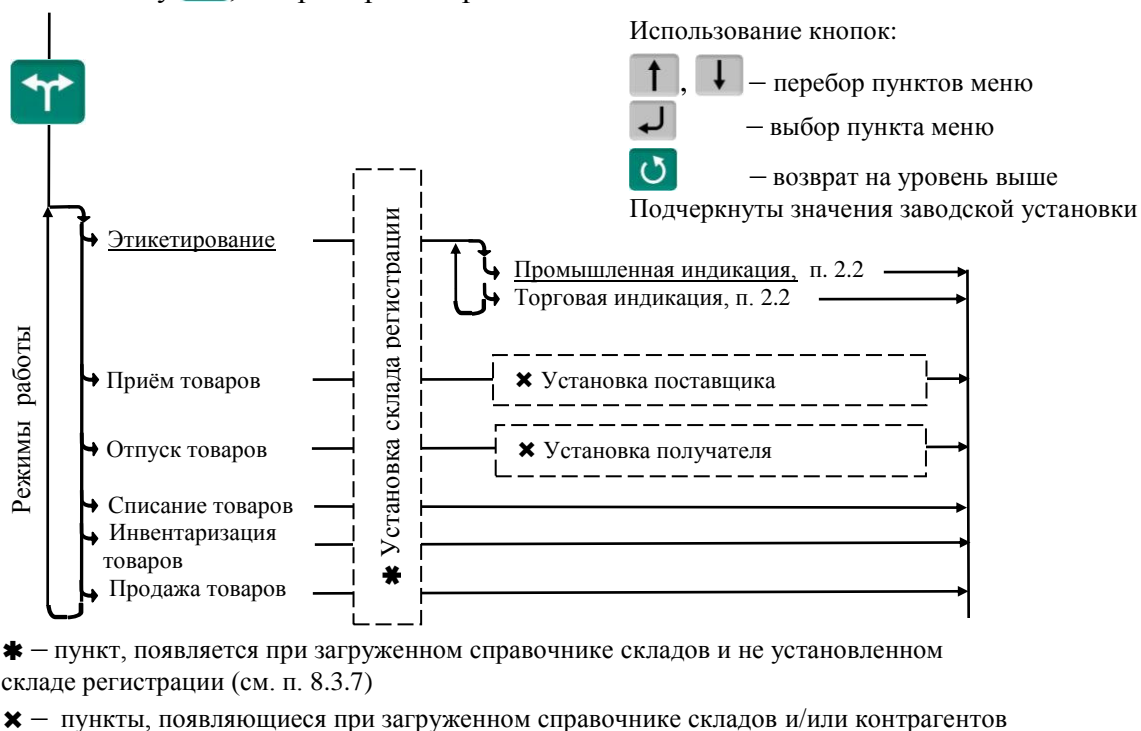 Использование кнопок:
, – перебор пунктов меню
– выбор пункта меню
– возврат на уровень выше
Подчеркнуты значения заводской установки
Режимы работы
Этикетирование
Приём товаров
Отпуск товаров
Списание товаров
Инвентаризация
товаров
Продажа товаров
✱ Установка склада регистрации
Промышленная индикация, п. 2.2
Торговая индикация, п. 2.2
✖ Установка поставщика
✖ Установка получателя
✱ – пункт, появляется при загруженном справочнике складов и не установленном
складе регистрации (см. п. 8.3.7)
✖ – пункты, появляющиеся при загруженном справочнике складов и/или контрагентов